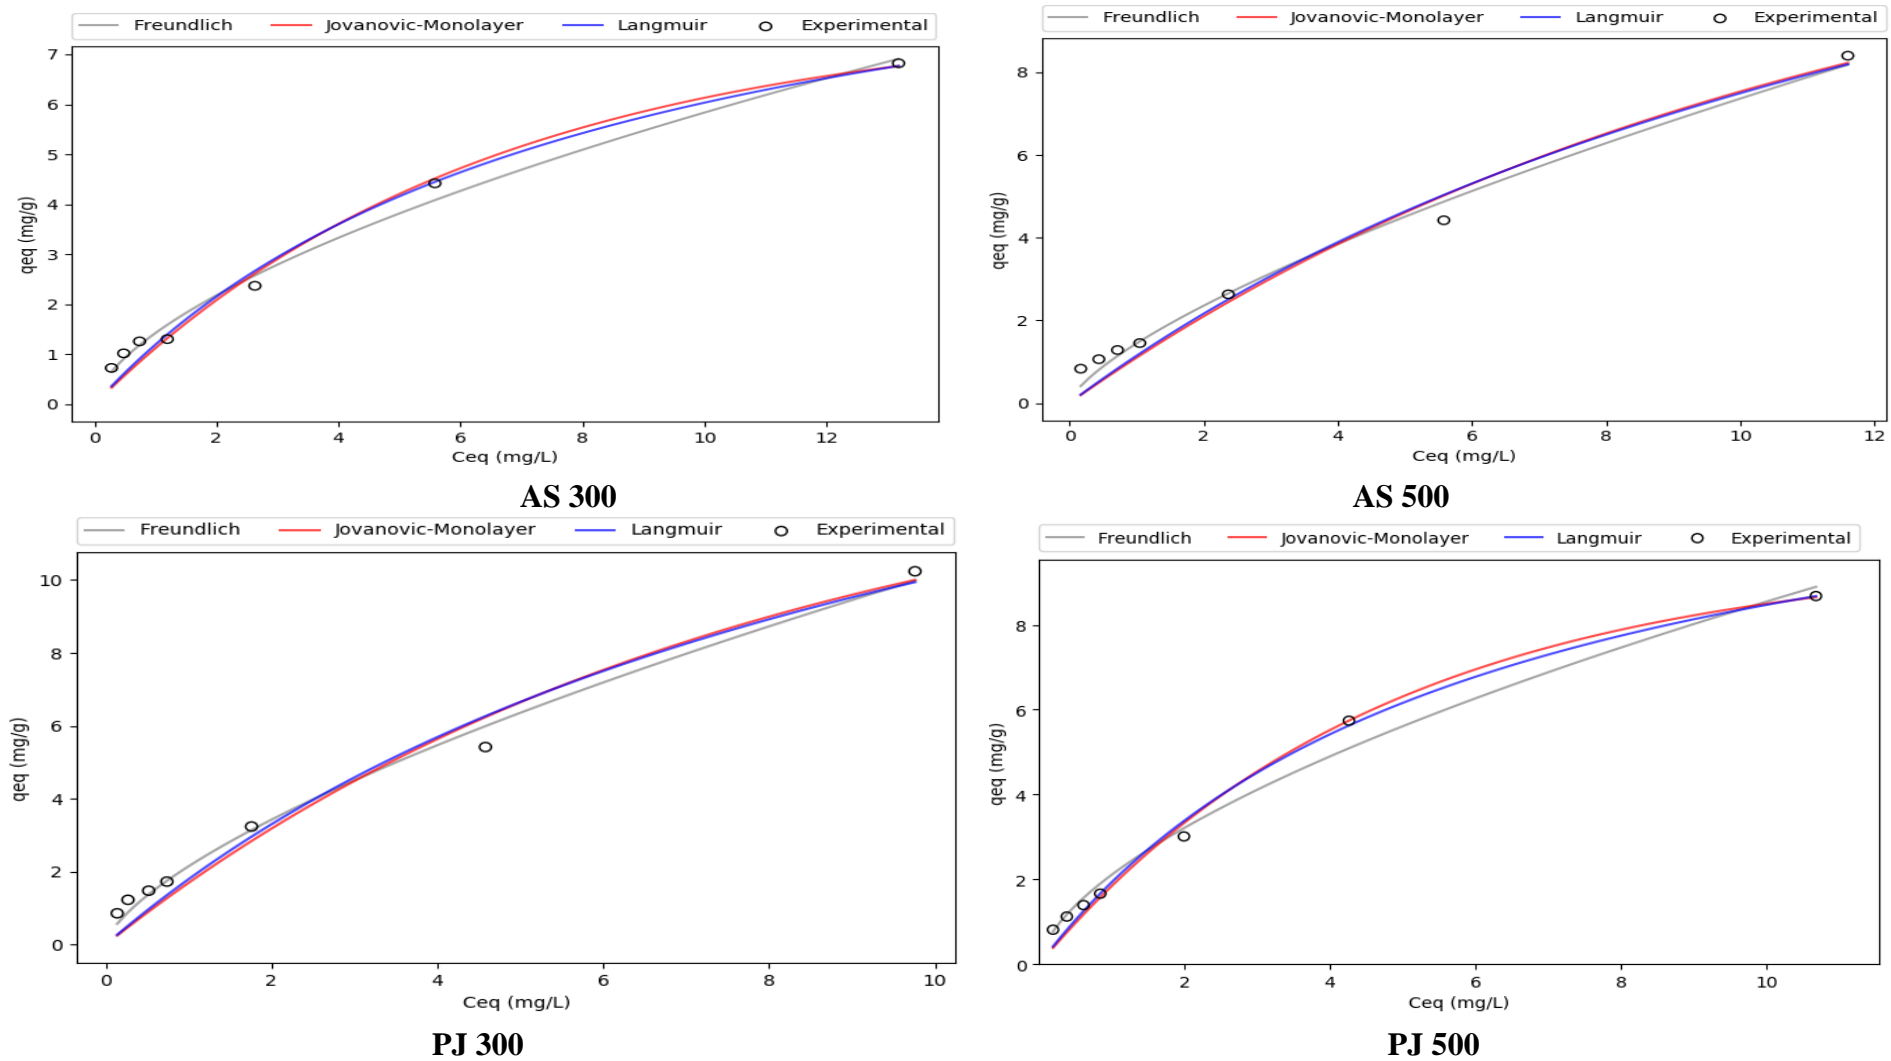 Freundlich Jovanovic-Monolayer Langmuir Experimental
7
6
5
4
3
2
1
0
qeq (mg/g)
0 2 4 6 8 10 12
Ceq (mg/L)
AS 300
Freundlich Jovanovic-Monolayer Langmuir Experimental
8
6
4
2
0
qeq (mg/g)
0 2 4 6 8 10 12
Ceq (mg/L)
AS 500
Freundlich Jovanovic-Monolayer Langmuir Experimental
10
8
6
4
2
0
qeq (mg/g)
0 2 4 6 8 10
Ceq (mg/L)
PJ 300
Freundlich Jovanovic-Monolayer Langmuir Experimental
8
6
4
2
0
qeq (mg/g)
2 4 6 8 10
Ceq (mg/L)
PJ 500